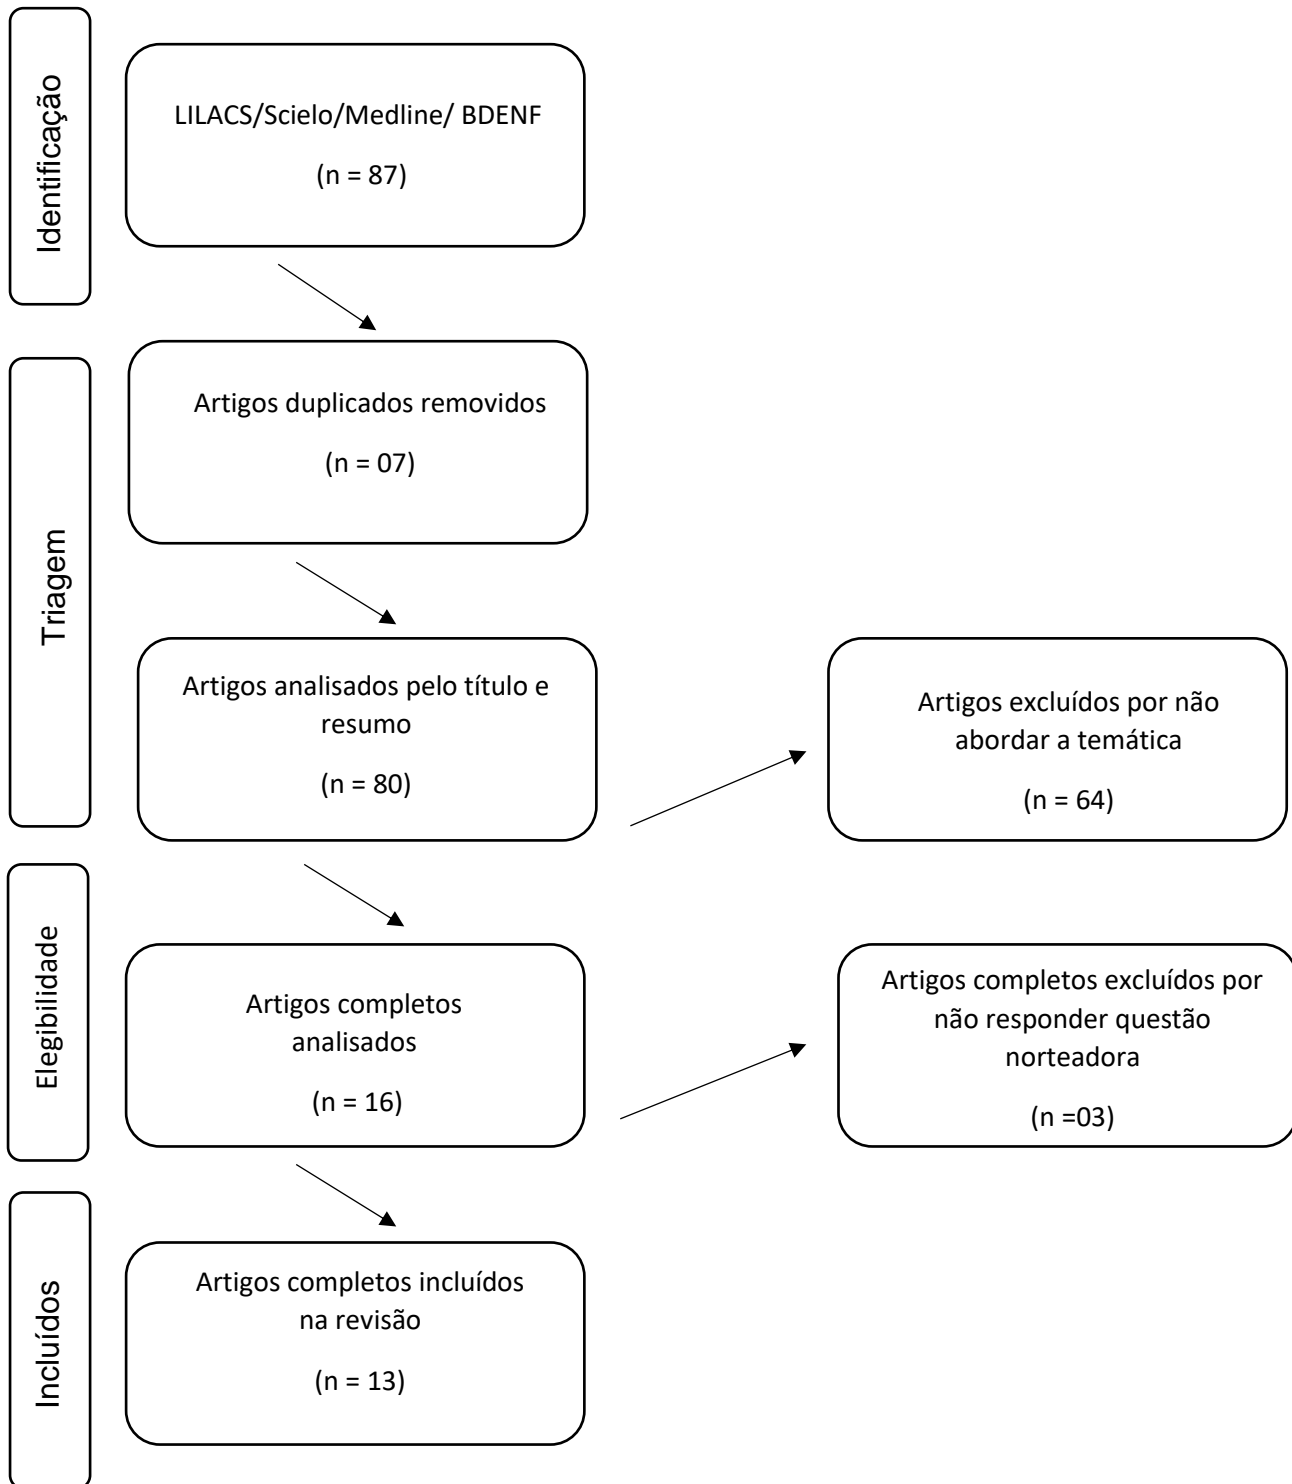 Identificação
LILACS/Scielo/Medline/ BDENF
(n = 87)
Triagem
Artigos duplicados removidos
(n = 07)
Artigos analisados pelo título e
resumo
(n = 80)
Artigos excluídos por não
abordar a temática
(n = 64)
Elegibilidade
Artigos completos
analisados
(n = 16)
Artigos completos excluídos por
não responder questão
norteadora
(n =03)
Incluídos
Artigos completos incluídos
na revisão
(n = 13)